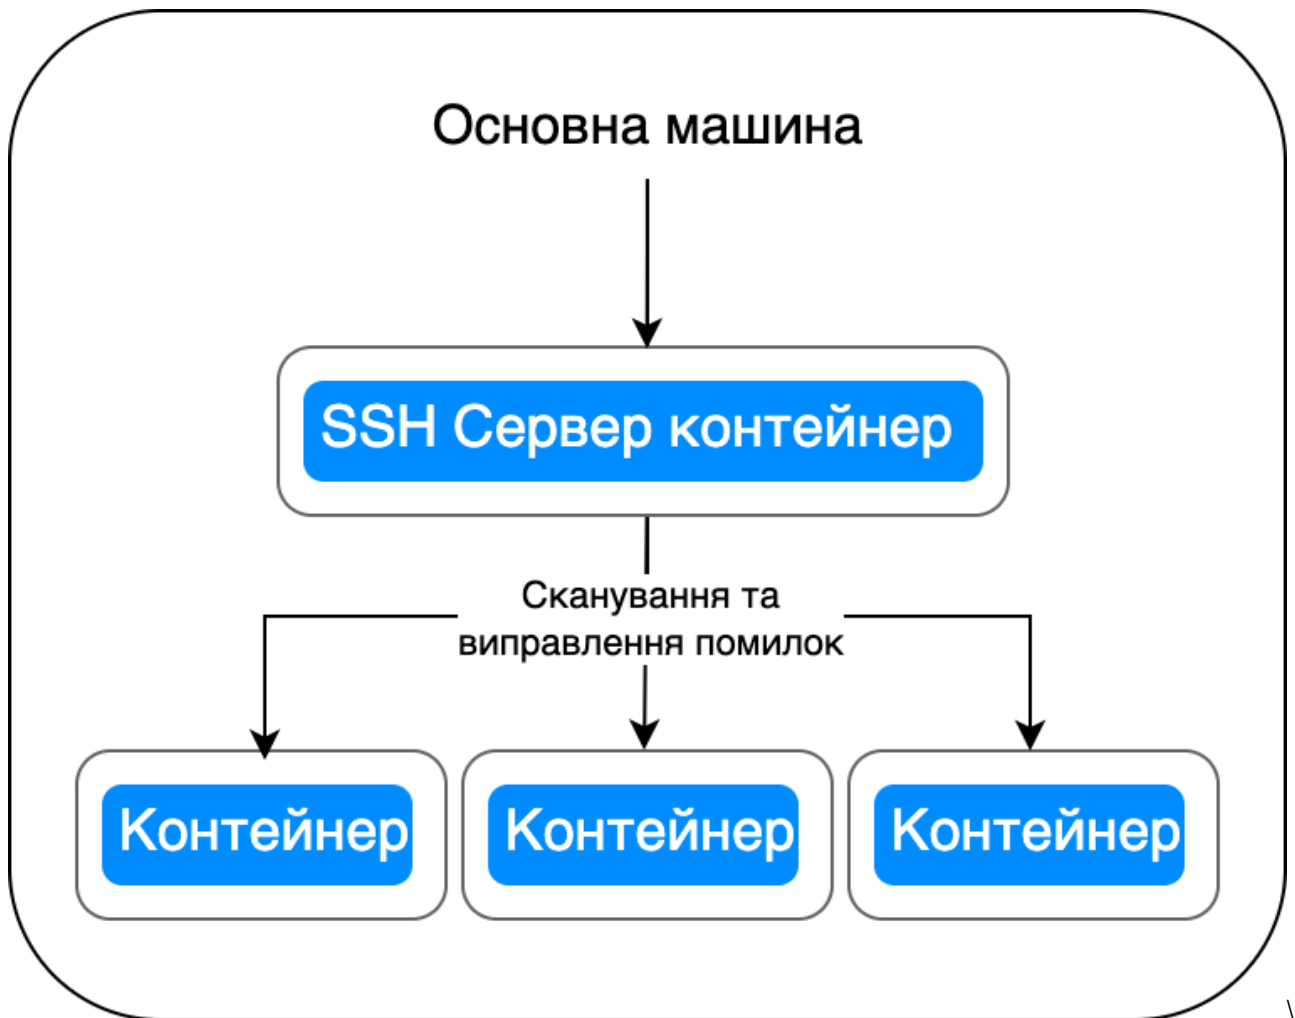 Основна машина
SSH Сервер контейнер
Сканування та
виправлення помилок
Контейнер
Контейнер
Контейнер
\